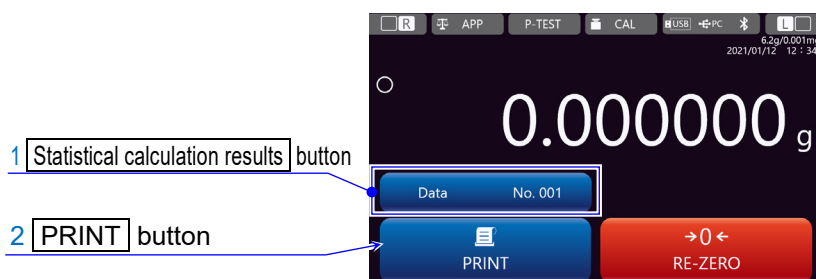 R APP P-TEST CAL USB PC L
6.2g/0.001mg
2021/01/12 12:34
0.000000 g
1 Statistical calculation results button
Data No. 001
2 PRINT button
PRINT
→0←
RE-ZERO